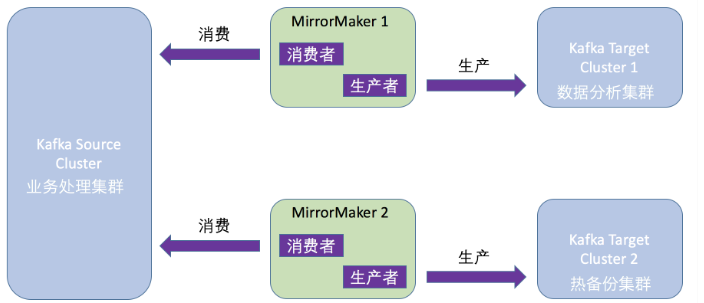 Kafka Source
Cluster
业务处理集群
消费
MirrorMaker 1
消费者
生产者
生产
Kafka Target
Cluster 1
数据分析集群
消费
MirrorMaker 2
消费者
生产者
生产
Kafka Target
Cluster 2
热备份集群